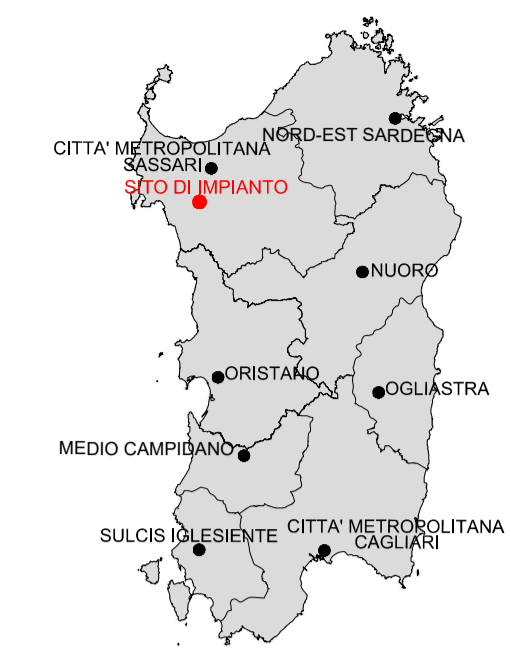 NORD-EST SARDEGNA
CITTA' METROPOLITANA
SASSARI
SITO DI IMPIANTO
NUORO
ORISTANO
OGLIASTRA
MEDIO CAMPIDANO
SULCIS IGLESIENTE
CITTA' METROPOLITANA
CAGLIARI